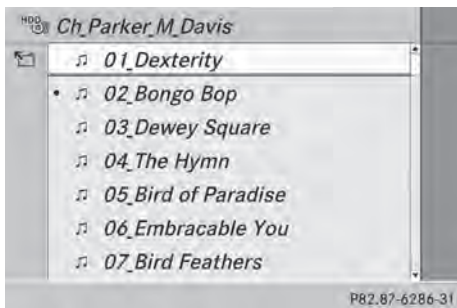 HDD Ch_Parker_M_Davis
01_Dexterity
02_Bongo Bop
03_Dewey Square
04_The Hymn
05_Bird of Paradise
06_Embracable You
07_Bird Feathers
P82.87-6286-31